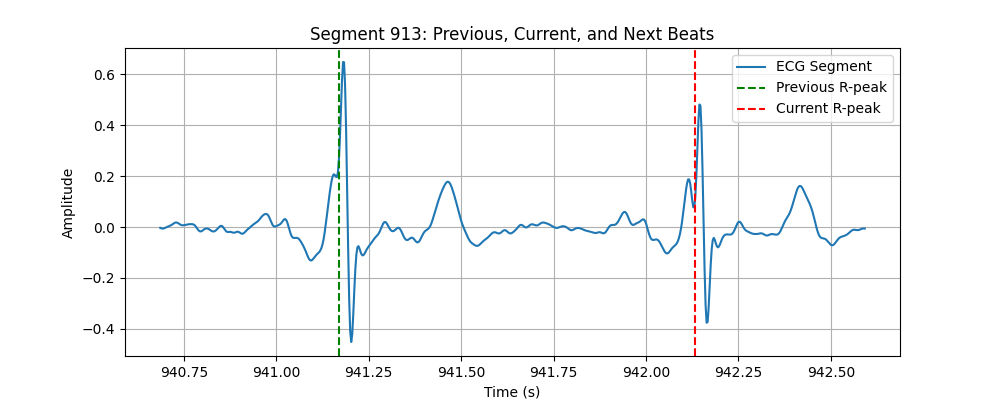 Segment 913: Previous, Current, and Next Beats
ECG Segment
Previous R-peak
Current R-peak
0.6
0.4
0.2
0.0
−0.2
−0.4
Amplitude
940.75 941.00 941.25 941.50 941.75 942.00 942.25 942.50
Time (s)